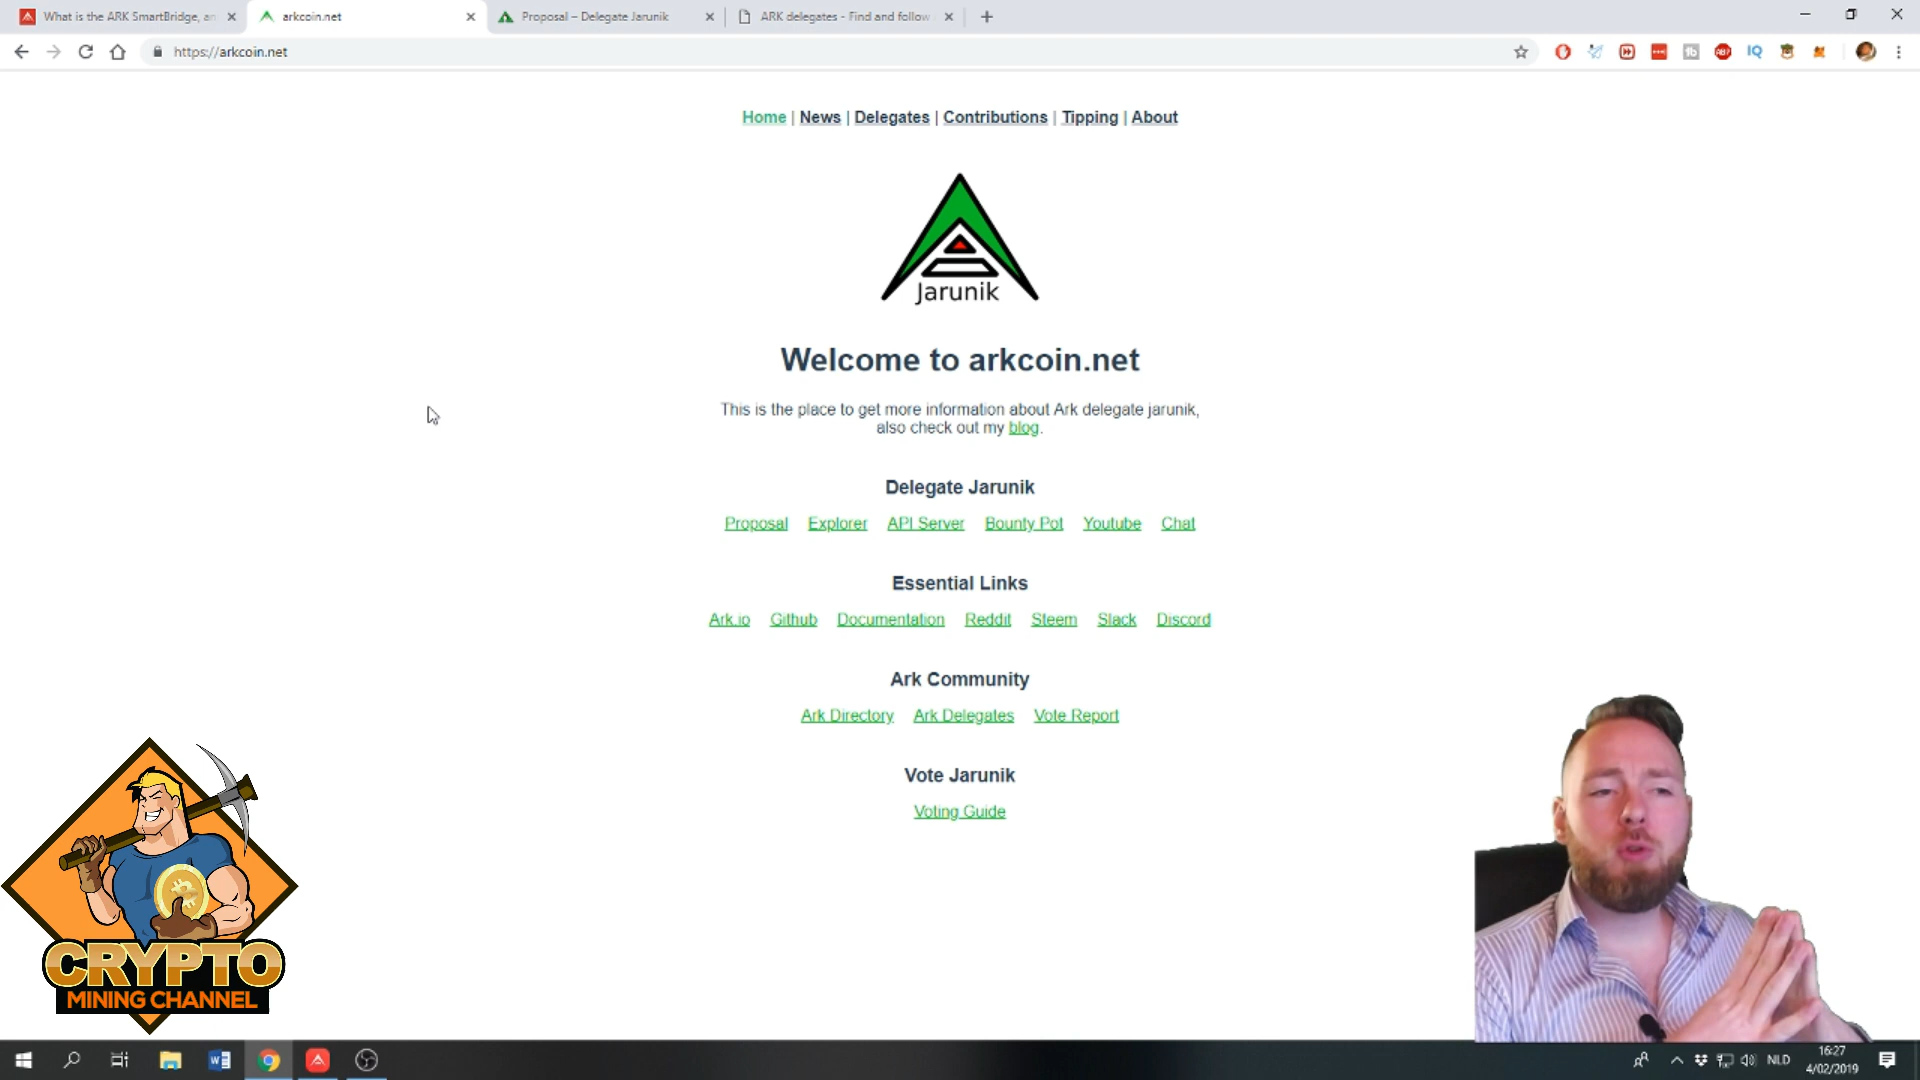 What is the ARK SmartBridge, an
arkcoin.net
Proposal – Delegate Jarunik
ARK delegates - Find and follow
https://arkcoin.net
Home | News | Delegates | Contributions | Tipping | About
Jarunik
Welcome to arkcoin.net
This is the place to get more information about Ark delegate jarunik,
also check out my blog.
Delegate Jarunik
Proposal Explorer API Server Bounty Pot Youtube Chat
Essential Links
Ark.io Github Documentation Reddit Steem Slack Discord
Ark Community
Ark Directory Ark Delegates Vote Report
Vote Jarunik
Voting Guide
CRYPTO
MINING CHANNEL
NLD
16:27
4/02/2019